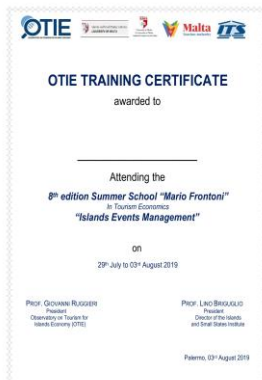 OTIE
Malta
ITS
OTIE TRAINING CERTIFICATE
awarded to
Attending the
8th edition Summer School “Mario Frontoni”
In Tourism Economics
“Islands Events Management”
on
29th July to 03rd August 2019
PROF. GIOVANNI RUGGIERI
President
Observatory on Tourism for
Islands Economy (OTIE)
PROF. LINO BRIGUGLIO
President
Director of the Islands
and Small States Institute
Palermo, 03rd August 2019